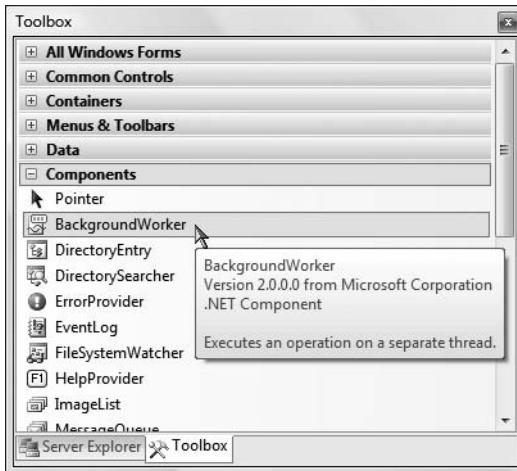 Toolbox
All Windows Forms
Common Controls
Containers
Menus & Toolbars
Data
Components
Pointer
BackgroundWorker
DirectoryEntry
DirectorySearcher
ErrorProvider
EventLog
FileSystemWatcher
F1 HelpProvider
ImageList
MessageQueue
BackgroundWorker
Version 2.0.0.0 from Microsoft Corporation
.NET Component
Executes an operation on a separate thread.
Server Explorer Toolbox